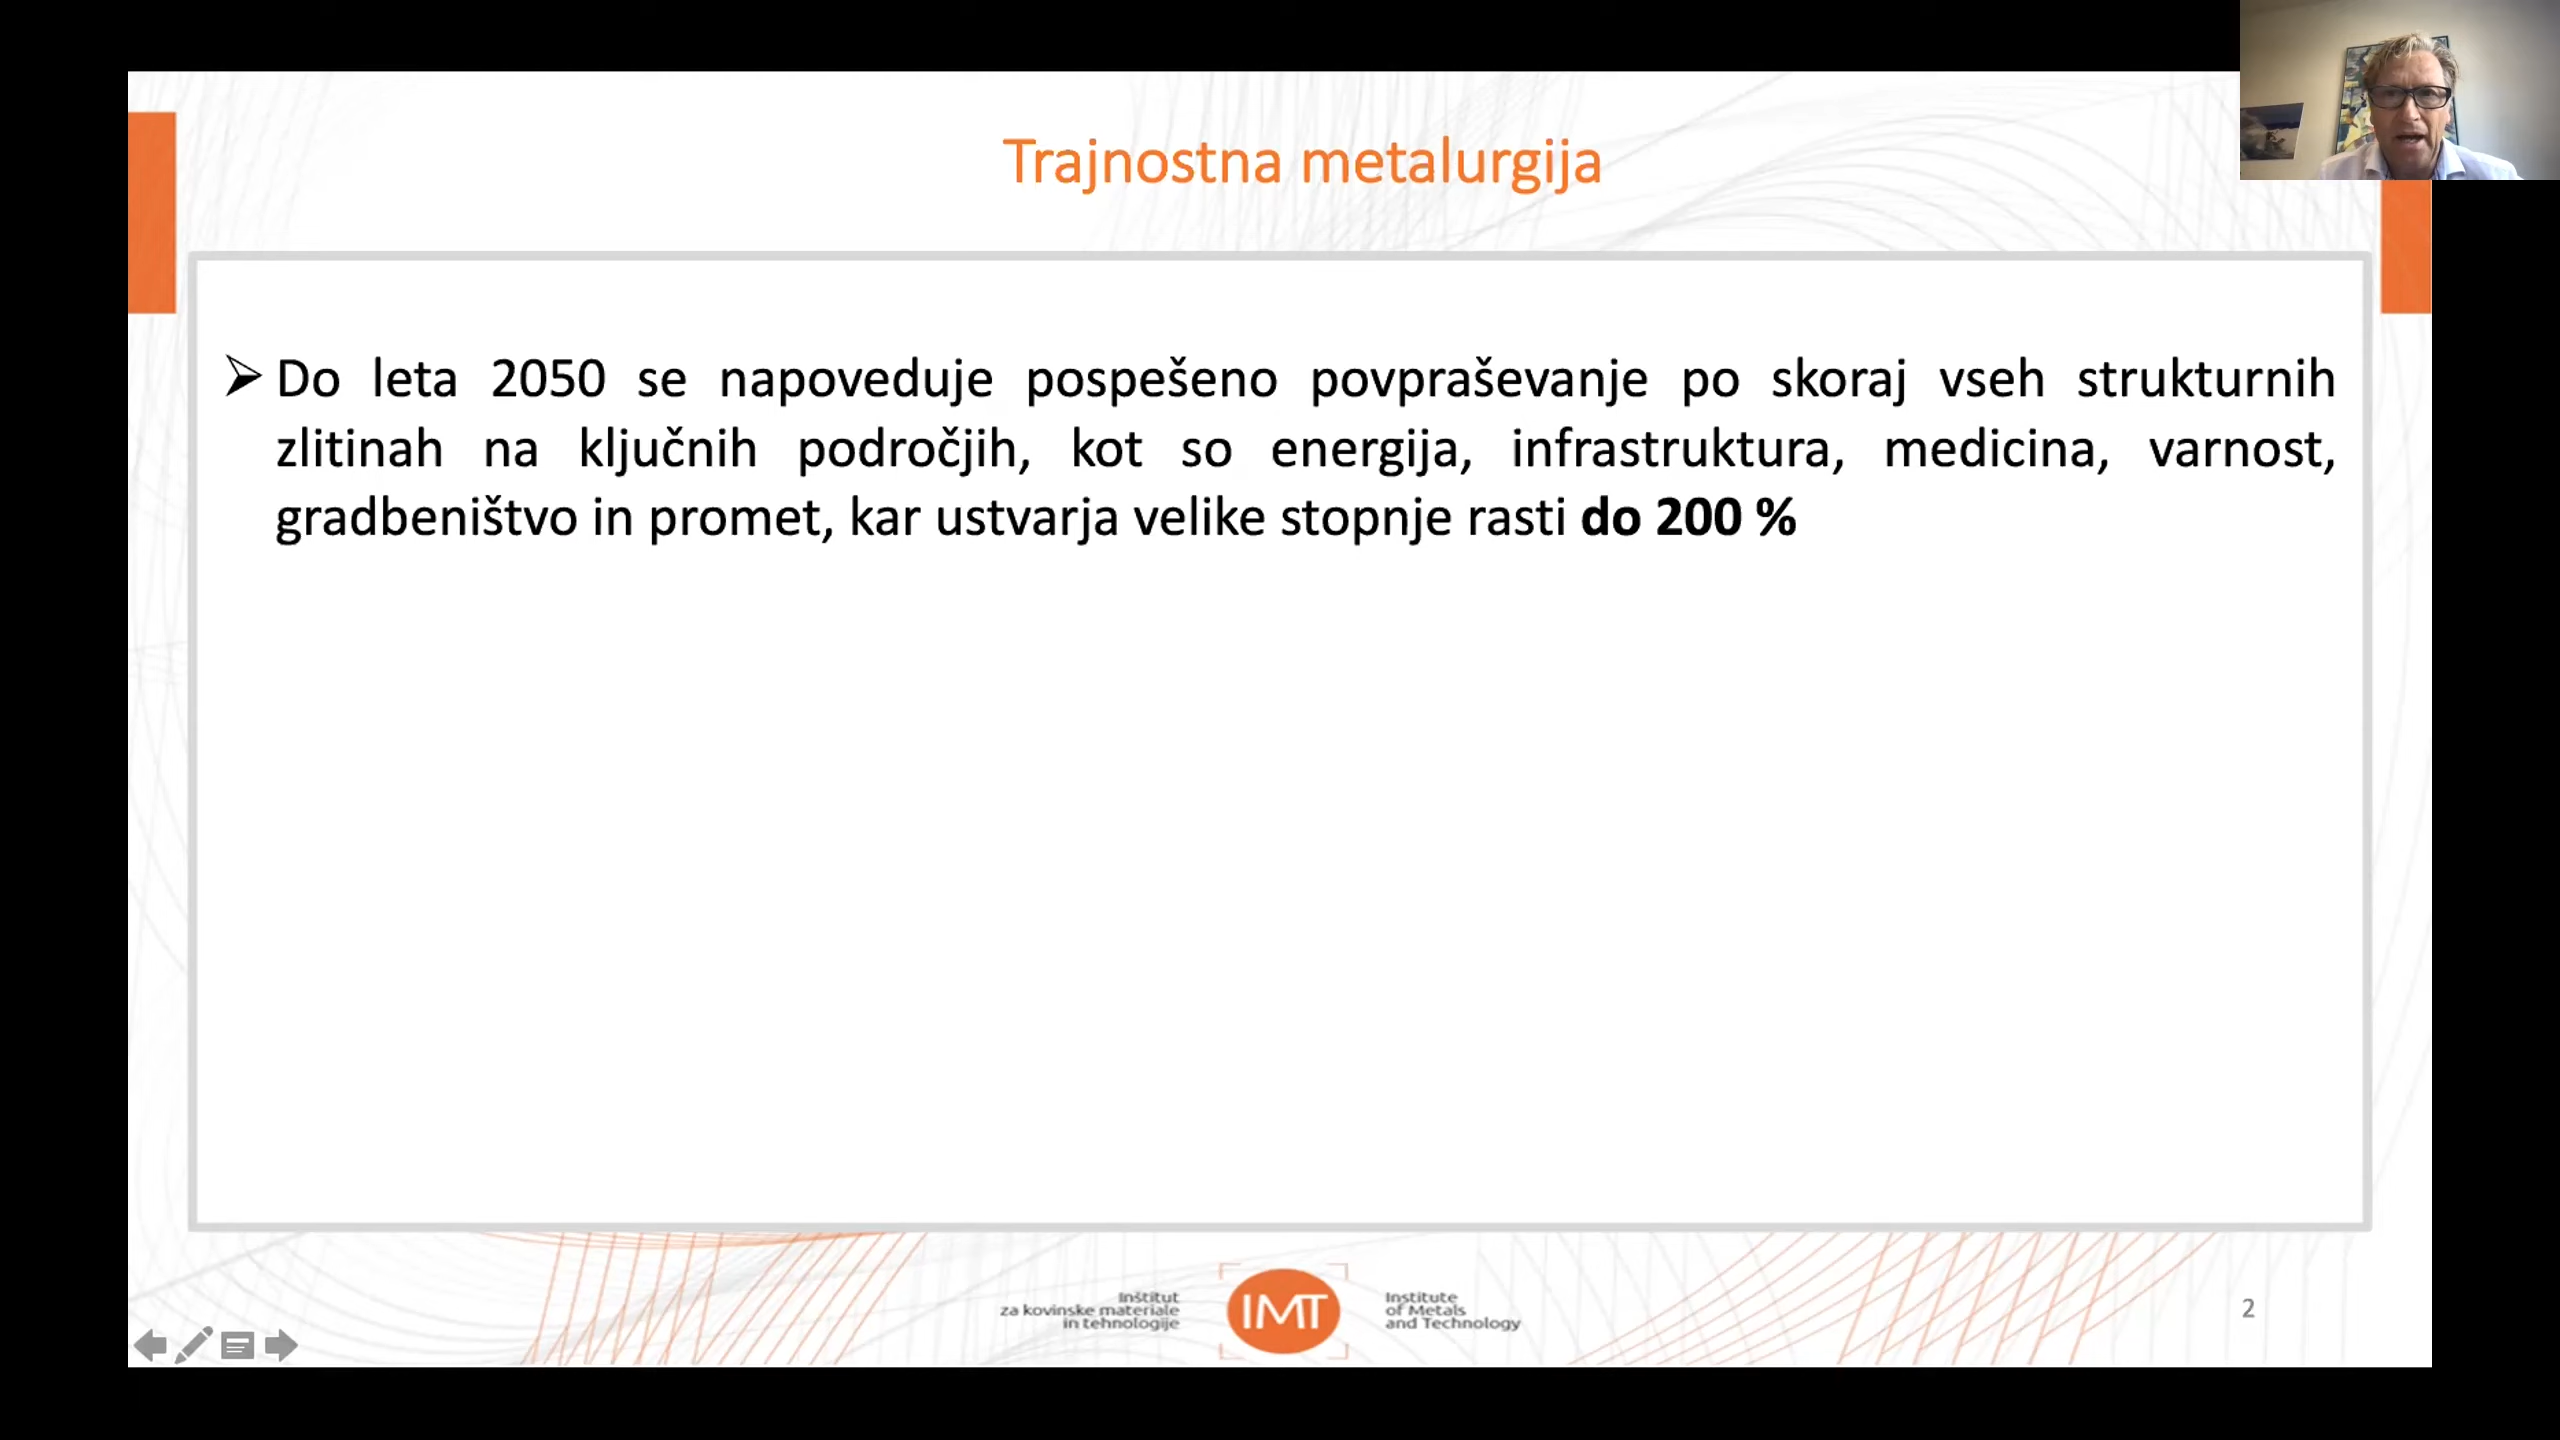 Trajnostna metalurgija
➢ Do leta 2050 se napoveduje pospešeno povpraševanje po skoraj vseh strukturnih
zlitinah na ključnih področjih, kot so energija, infrastruktura, medicina, varnost,
gradbeništvo in promet, kar ustvarja velike stopnje rasti do 200 %
Inštitut
za kovinske materiale
in tehnologije
IMT
Institute
of Metals
and Technology
2